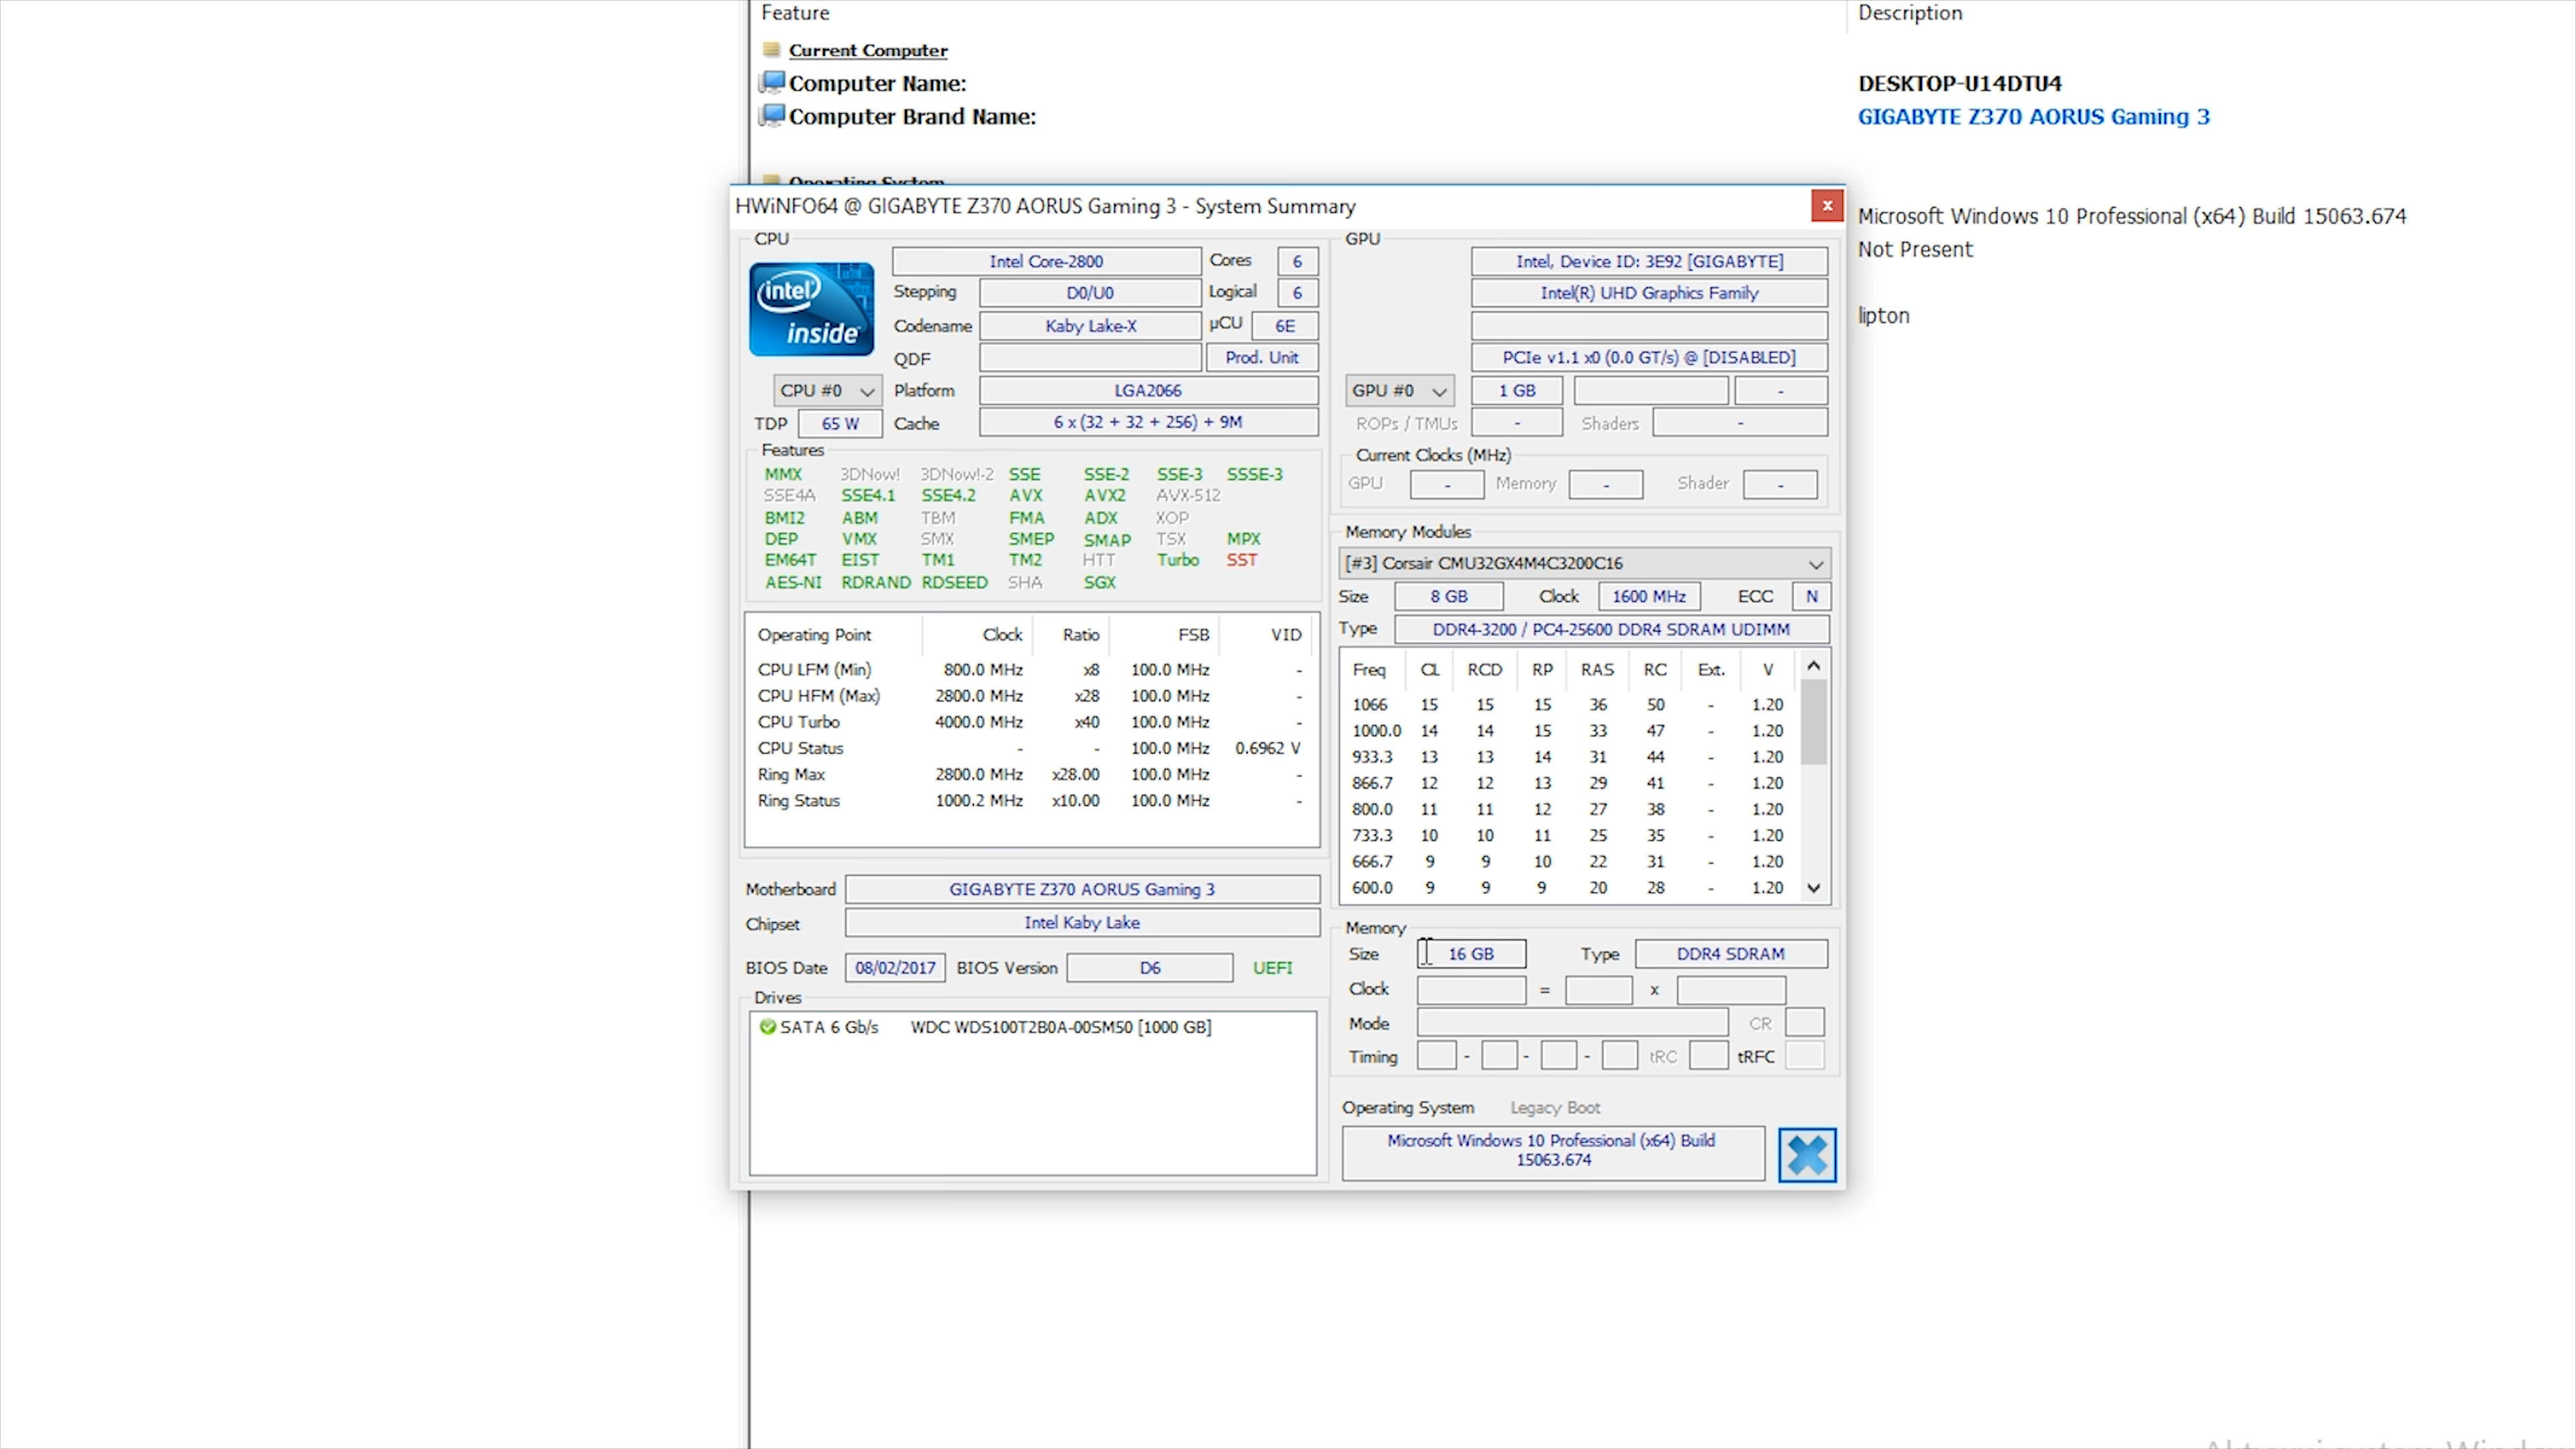 Feature Description
Current Computer
Computer Name: DESKTOP-U14DTU4
Computer Brand Name: GIGABYTE Z370 AORUS Gaming 3
Operating System
Microsoft Windows 10 Professional (x64) Build 15063.674
Not Present
lipton
HWiNFO64 @ GIGABYTE Z370 AORUS Gaming 3 - System Summary x
CPU
intel inside
Intel Core-2800 Cores 6
Stepping D0/U0 Logical 6
Codename Kaby Lake-X µCU 6E
QDF Prod. Unit
CPU #0 Platform LGA2066
TDP 65 W Cache 6 x (32 + 32 + 256) + 9M
Features
MMX 3DNow! 3DNow!-2 SSE SSE-2 SSE-3 SSSE-3
SSE4A SSE4.1 SSE4.2 AVX AVX2 AVX-512
BMI2 ABM TBM FMA ADX XOP
DEP VMX SMX SMEP SMAP TSX MPX
EM64T EIST TM1 TM2 HTT Turbo SST
AES-NI RDRAND RDSEED SHA SGX
Operating Point Clock Ratio FSB VID
CPU LFM (Min) 800.0 MHz x8 100.0 MHz -
CPU HFM (Max) 2800.0 MHz x28 100.0 MHz -
CPU Turbo 4000.0 MHz x40 100.0 MHz -
CPU Status - - 100.0 MHz 0.6962 V
Ring Max 2800.0 MHz x28.00 100.0 MHz -
Ring Status 1000.2 MHz x10.00 100.0 MHz -
Motherboard GIGABYTE Z370 AORUS Gaming 3
Chipset Intel Kaby Lake
BIOS Date 08/02/2017 BIOS Version D6 UEFI
Drives
SATA 6 Gb/s WDC WDS100T2B0A-00SM50 [1000 GB]
GPU
Intel, Device ID: 3E92 [GIGABYTE]
Intel(R) UHD Graphics Family
PCIe v1.1 x0 (0.0 GT/s) @ [DISABLED]
GPU #0 1 GB -
ROPs / TMUs - Shaders -
Current Clocks (MHz)
GPU - Memory - Shader -
Memory Modules
[#3] Corsair CMU32GX4M4C3200C16
Size 8 GB Clock 1600 MHz ECC N
Type DDR4-3200 / PC4-25600 DDR4 SDRAM UDIMM
Freq CL RCD RP RAS RC Ext. V
1066 15 15 15 36 50 - 1.20
1000.0 14 14 15 33 47 - 1.20
933.3 13 13 14 31 44 - 1.20
866.7 12 12 13 29 41 - 1.20
800.0 11 11 12 27 38 - 1.20
733.3 10 10 11 25 35 - 1.20
666.7 9 9 10 22 31 - 1.20
600.0 9 9 9 20 28 - 1.20
Memory
Size 16 GB Type DDR4 SDRAM
Clock = x
Mode CR
Timing - - - tRC tRFC
Operating System Legacy Boot
Microsoft Windows 10 Professional (x64) Build
15063.674